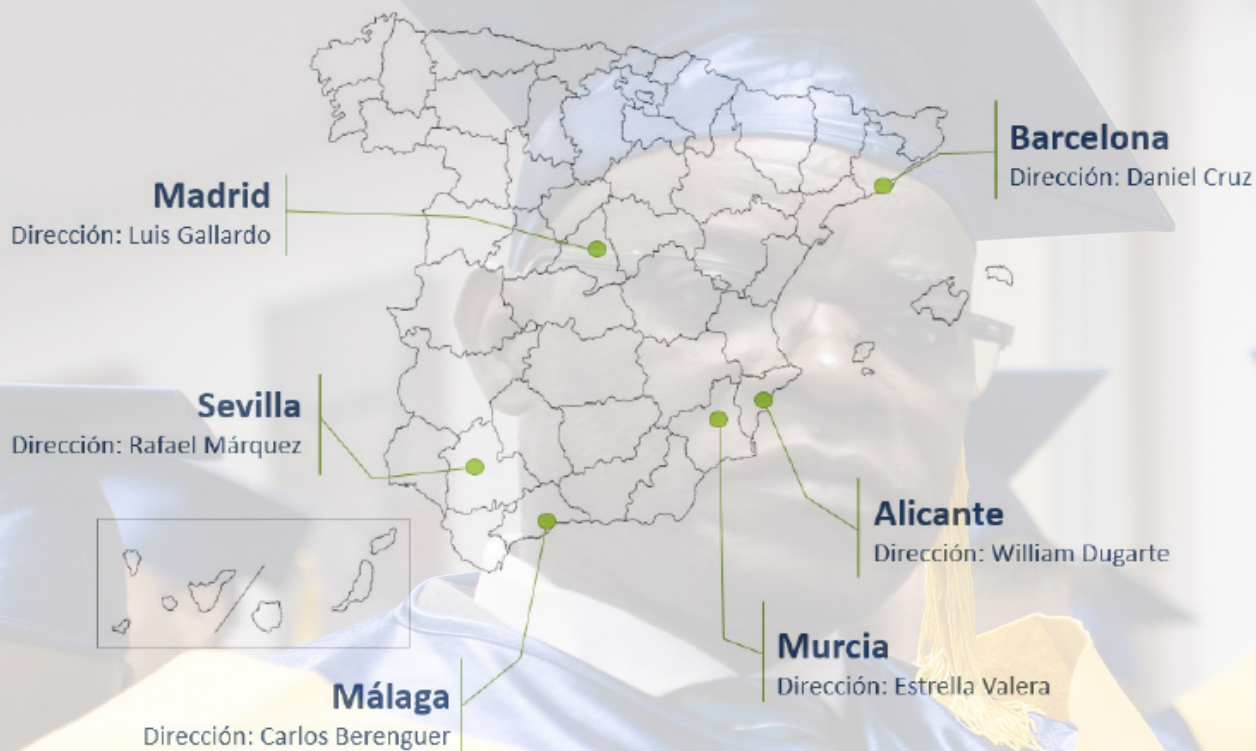 Barcelona
Dirección: Daniel Cruz
Madrid
Dirección: Luis Gallardo
Sevilla
Dirección: Rafael Márquez
Alicante
Dirección: William Dugarte
Murcia
Dirección: Estrella Valera
Málaga
Dirección: Carlos Berenguer